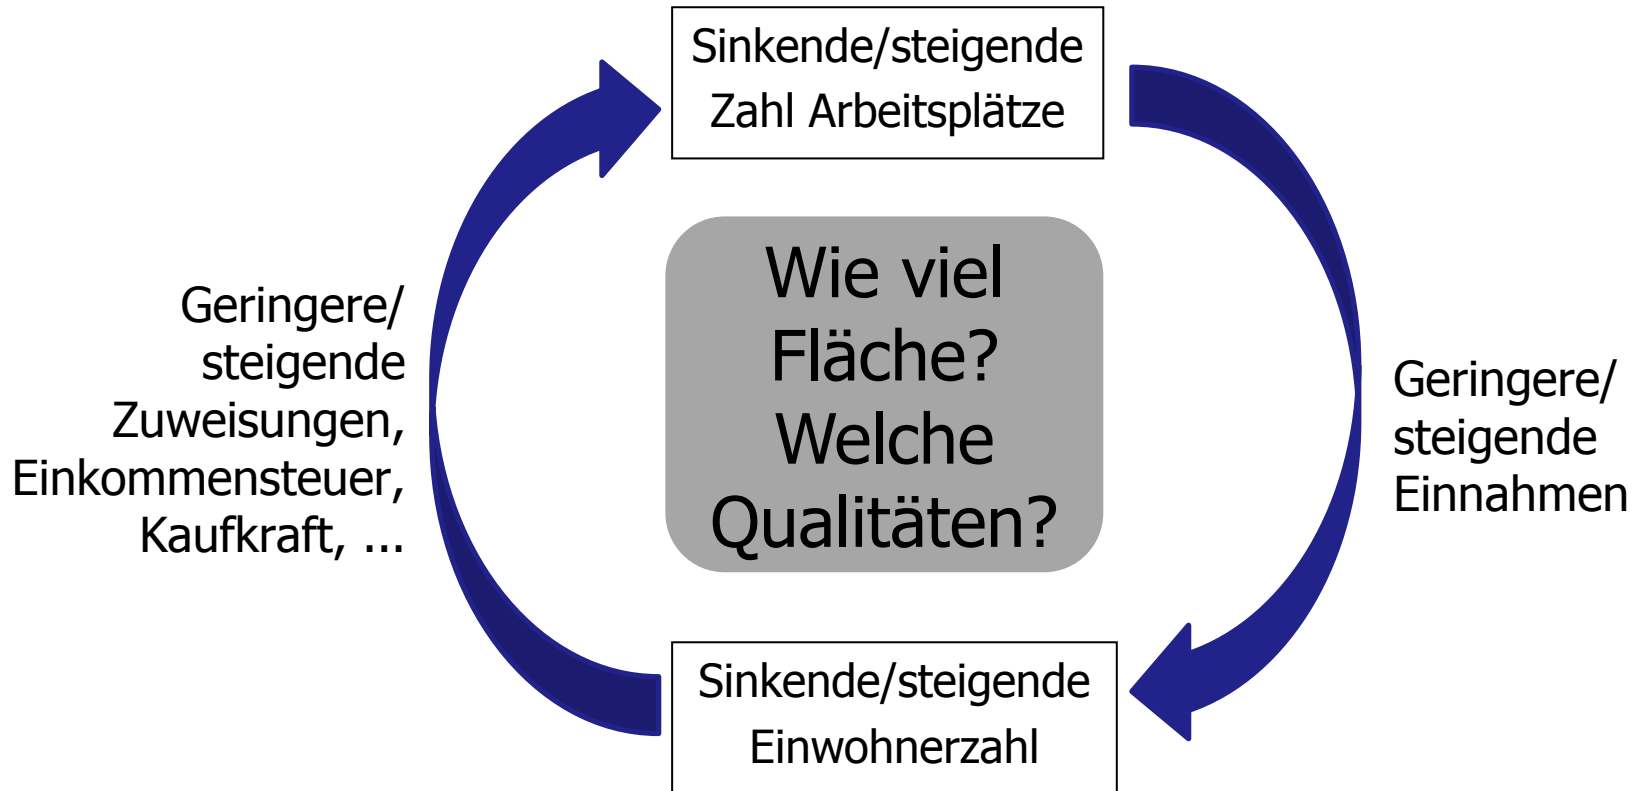 Sinkende/steigende
Zahl Arbeitsplätze
Wie viel
Fläche?
Welche
Qualitäten?
Geringere/
steigende
Zuweisungen,
Einkommensteuer,
Kaufkraft, ...
Geringere/
steigende
Einnahmen
Sinkende/steigende
Einwohnerzahl